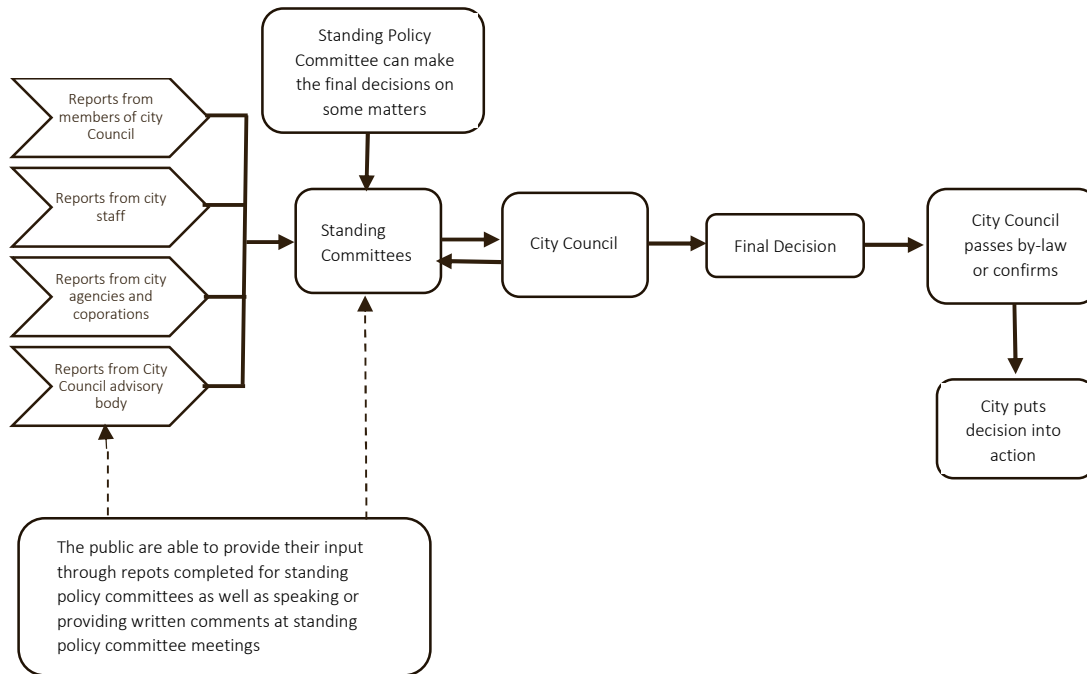 Standing Policy
Committee can make
the final decisions on
some matters
Reports from
members of city
Council
Reports from city
staff
Reports from city
agencies and coporations
Reports from City
Council advisory
body
Standing
Committees
City Council
Final Decision
City Council
passes by-law
or confirms
City puts
decision into
action
The public are able to provide their input
through repots completed for standing
policy committees as well as speaking or
providing written comments at standing
policy committee meetings